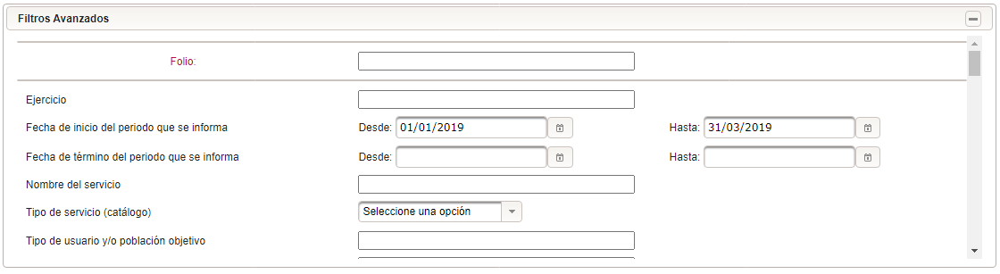 Filtros Avanzados
Folio:
Ejercicio
Fecha de inicio del periodo que se informa Desde: 01/01/2019 Hasta: 31/03/2019
Fecha de término del periodo que se informa Desde: Hasta:
Nombre del servicio
Tipo de servicio (catálogo) Seleccione una opción
Tipo de usuario y/o población objetivo